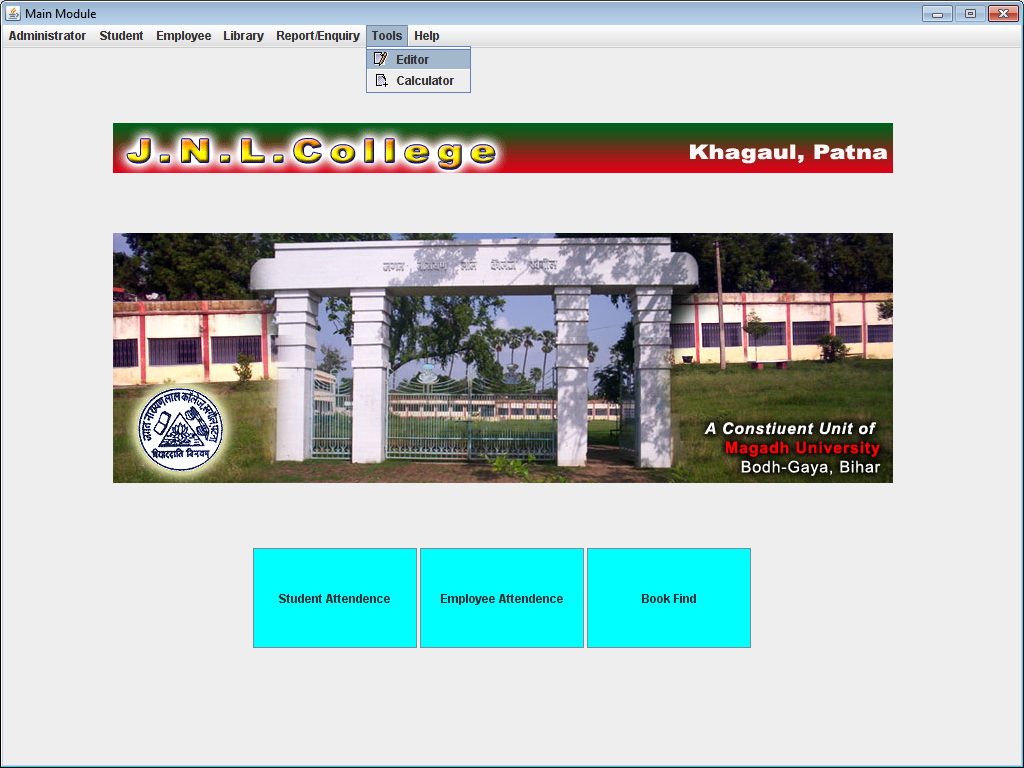 Main Module
Administrator Student Employee Library Report/Enquiry Tools Help
Editor
Calculator
J.N.L.College
Khagaul, Patna
A Constiuent Unit of
Magadh University
Bodh-Gaya, Bihar
Student Attendence
Employee Attendence
Book Find